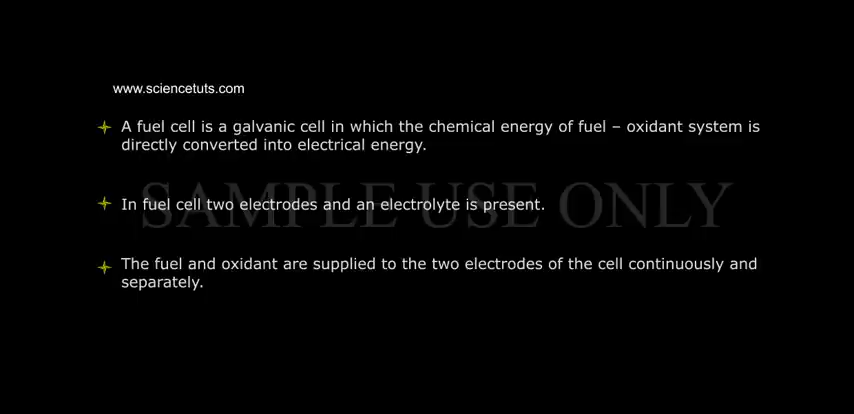 www.sciencetuts.com
A fuel cell is a galvanic cell in which the chemical energy of fuel – oxidant system is
directly converted into electrical energy.
SAMPLE USE ONLY
In fuel cell two electrodes and an electrolyte is present.
The fuel and oxidant are supplied to the two electrodes of the cell continuously and
separately.